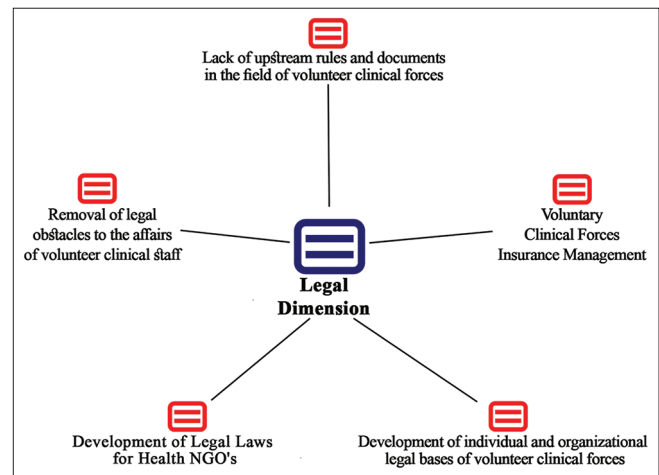 Lack of upstream rules and documents
in the field of volunteer clinical forces
Removal of legal
obstacles to the affairs
of volunteer clinical staff
Voluntary
Clinical Forces
Insurance Management
Legal
Dimension
Development of Legal Laws
for Health NGO's
Development of individual and organizational
legal bases of volunteer clinical forces